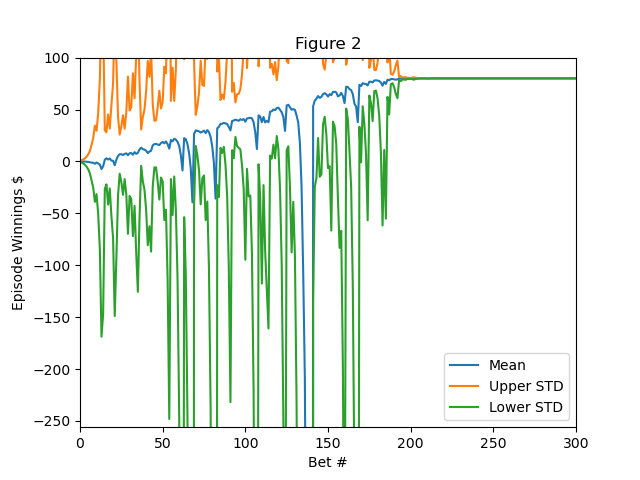 Figure 2
Episode Winnings $
100
50
0
−50
−100
−150
−200
−250
0 50 100 150 200 250 300
Bet #
Mean
Upper STD
Lower STD